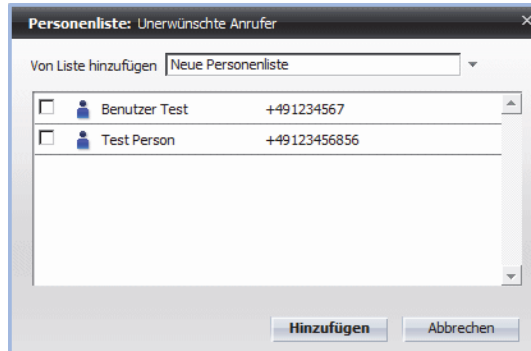 Personenliste: Unerwünschte Anrufer
Von Liste hinzufügen Neue Personenliste
Benutzer Test +491234567
Test Person +49123456856
Hinzufügen Abbrechen